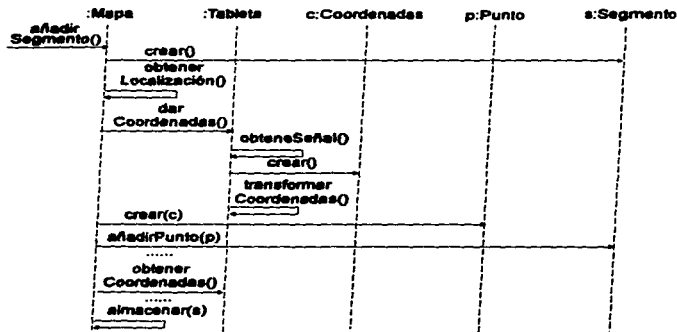 :Mapa :Tableta c:Coordenadas p:Punto s:Segmento
añadir
Segmento()
crear()
obtener
Localización()
dar
Coordenadas()
obteneSeñal()
crear()
transformar
Coordenadas()
crear(c)
añadirPunto(p)
......
obtener
Coordenadas()
......
almacenar(s)